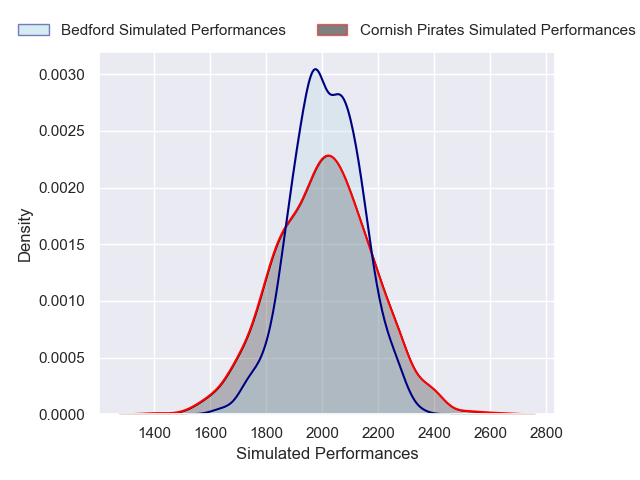 Bedford Simulated Performances
Cornish Pirates Simulated Performances
0.0030
0.0025
0.0020
0.0015
0.0010
0.0005
0.0000
Density
1400 1600 1800 2000 2200 2400 2600 2800
Simulated Performances